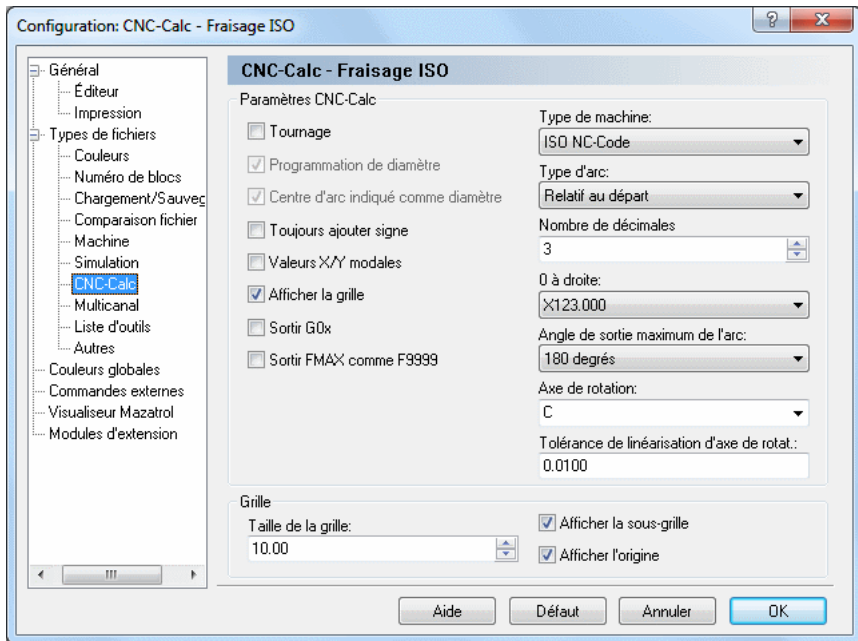 Configuration: CNC-Calc - Fraisage ISO
Général
Éditeur
Impression
Types de fichiers
Couleurs
Numéro de blocs
Chargement/Sauveg
Comparaison fichier
Machine
Simulation
CNC-Calc
Multicanal
Liste d'outils
Autres
Couleurs globales
Commandes externes
Visualiseur Mazatrol
Modules d'extension
CNC-Calc - Fraisage ISO
Paramètres CNC-Calc
Tournage
Programmation de diamètre
Centre d'arc indiqué comme diamètre
Toujours ajouter signe
Valeurs X/Y modales
Afficher la grille
Sortir G0x
Sortir FMAX comme F9999
Type de machine:
ISO NC-Code
Type d'arc:
Relatif au départ
Nombre de décimales
3
0 à droite:
X123.000
Angle de sortie maximum de l'arc:
180 degrés
Axe de rotation:
C
Tolérance de linéarisation d'axe de rotat.:
0.0100
Grille
Taille de la grille:
10.00
Afficher la sous-grille
Afficher l'origine
Aide
Défaut
Annuler
OK